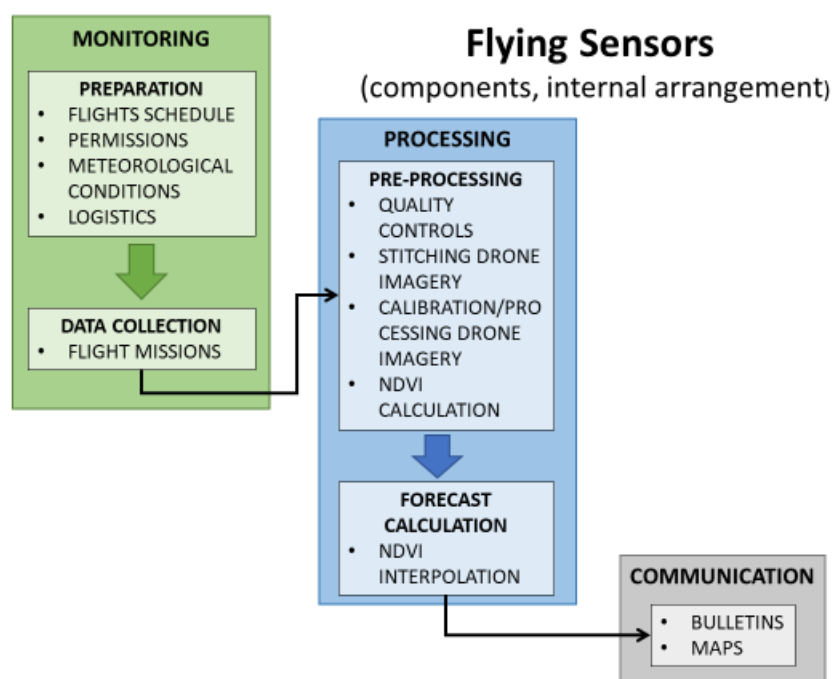 Flying Sensors
(components, internal arrangement)
MONITORING
PREPARATION
• FLIGHTS SCHEDULE
• PERMISSIONS
• METEOROLOGICAL
CONDITIONS
• LOGISTICS
DATA COLLECTION
• FLIGHT MISSIONS
PROCESSING
PRE-PROCESSING
• QUALITY
CONTROLS
• STITCHING DRONE
IMAGERY
• CALIBRATION/PRO
CESSING DRONE
IMAGERY
• NDVI
CALCULATION
FORECAST
CALCULATION
• NDVI
INTERPOLATION
COMMUNICATION
• BULLETINS
• MAPS